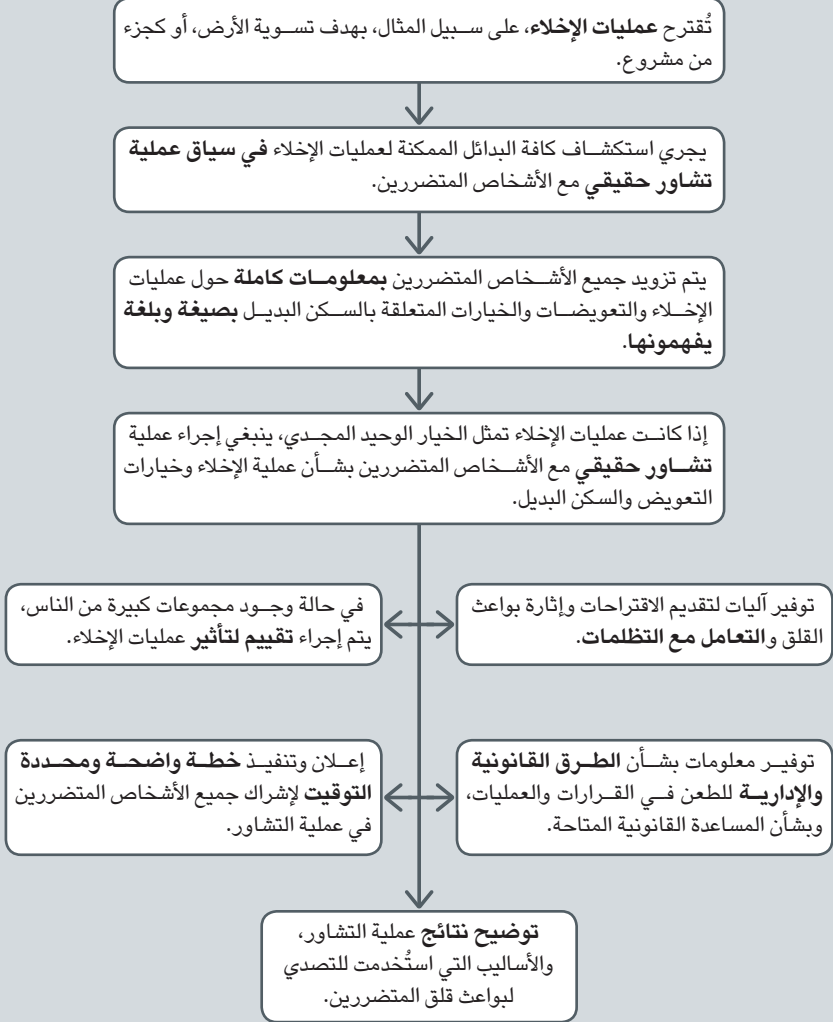 تُقترح عمليات الإخلاء، على سبيل المثال، بهدف تسوية الأرض، أو كجزء
من مشروع.
يجري استكشاف كافة البدائل الممكنة لعمليات الإخلاء في سياق عملية
تشاور حقيقي مع الأشخاص المتضررين.
يتم تزويد جميع الأشخاص المتضررين بمعلومات كاملة حول عمليات
الإخلاء والتعويضات والخيارات المتعلقة بالسكن البديل بصيغة وبلغة
يفهمونها.
إذا كانت عمليات الإخلاء تمثل الخيار الوحيد المجدي، ينبغي إجراء عملية
تشاور حقيقي مع الأشخاص المتضررين بشأن عملية الإخلاء وخيارات
التعويض والسكن البديل.
توفير آليات لتقديم الاقتراحات وإثارة بواعث
القلق والتعامل مع التظلمات.
في حالة وجود مجموعات كبيرة من الناس،
يتم إجراء تقييم لتأثير عمليات الإخلاء.
توفير معلومات بشأن الطرق القانونية
والإدارية للطعن في القرارات والعمليات،
وبشأن المساعدة القانونية المتاحة.
إعلان وتنفيذ خطة واضحة ومحددة
التوقيت لإشراك جميع الأشخاص المتضررين
في عملية التشاور.
توضيح نتائج عملية التشاور،
والأساليب التي استُخدمت للتصدي
لبواعث قلق المتضررين.